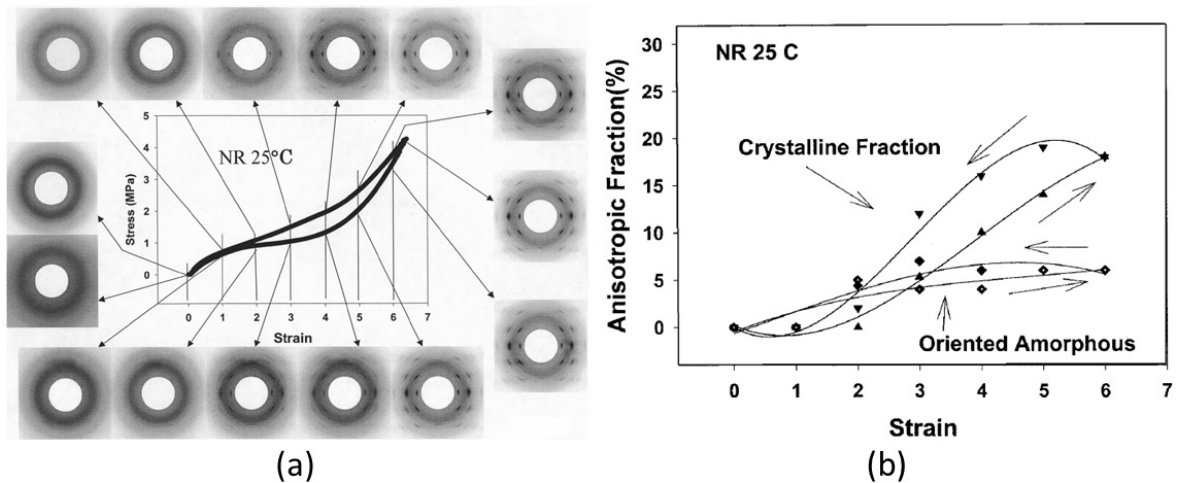 5
4
3
2
1
0
Stress (MPa)
NR 25°C
0 1 2 3 4 5 6 7
Strain
(a)
30
25
20
15
10
5
0
Anisotropic Fraction(%)
NR 25 C
Crystalline Fraction
Oriented Amorphous
0 1 2 3 4 5 6 7
Strain
(b)